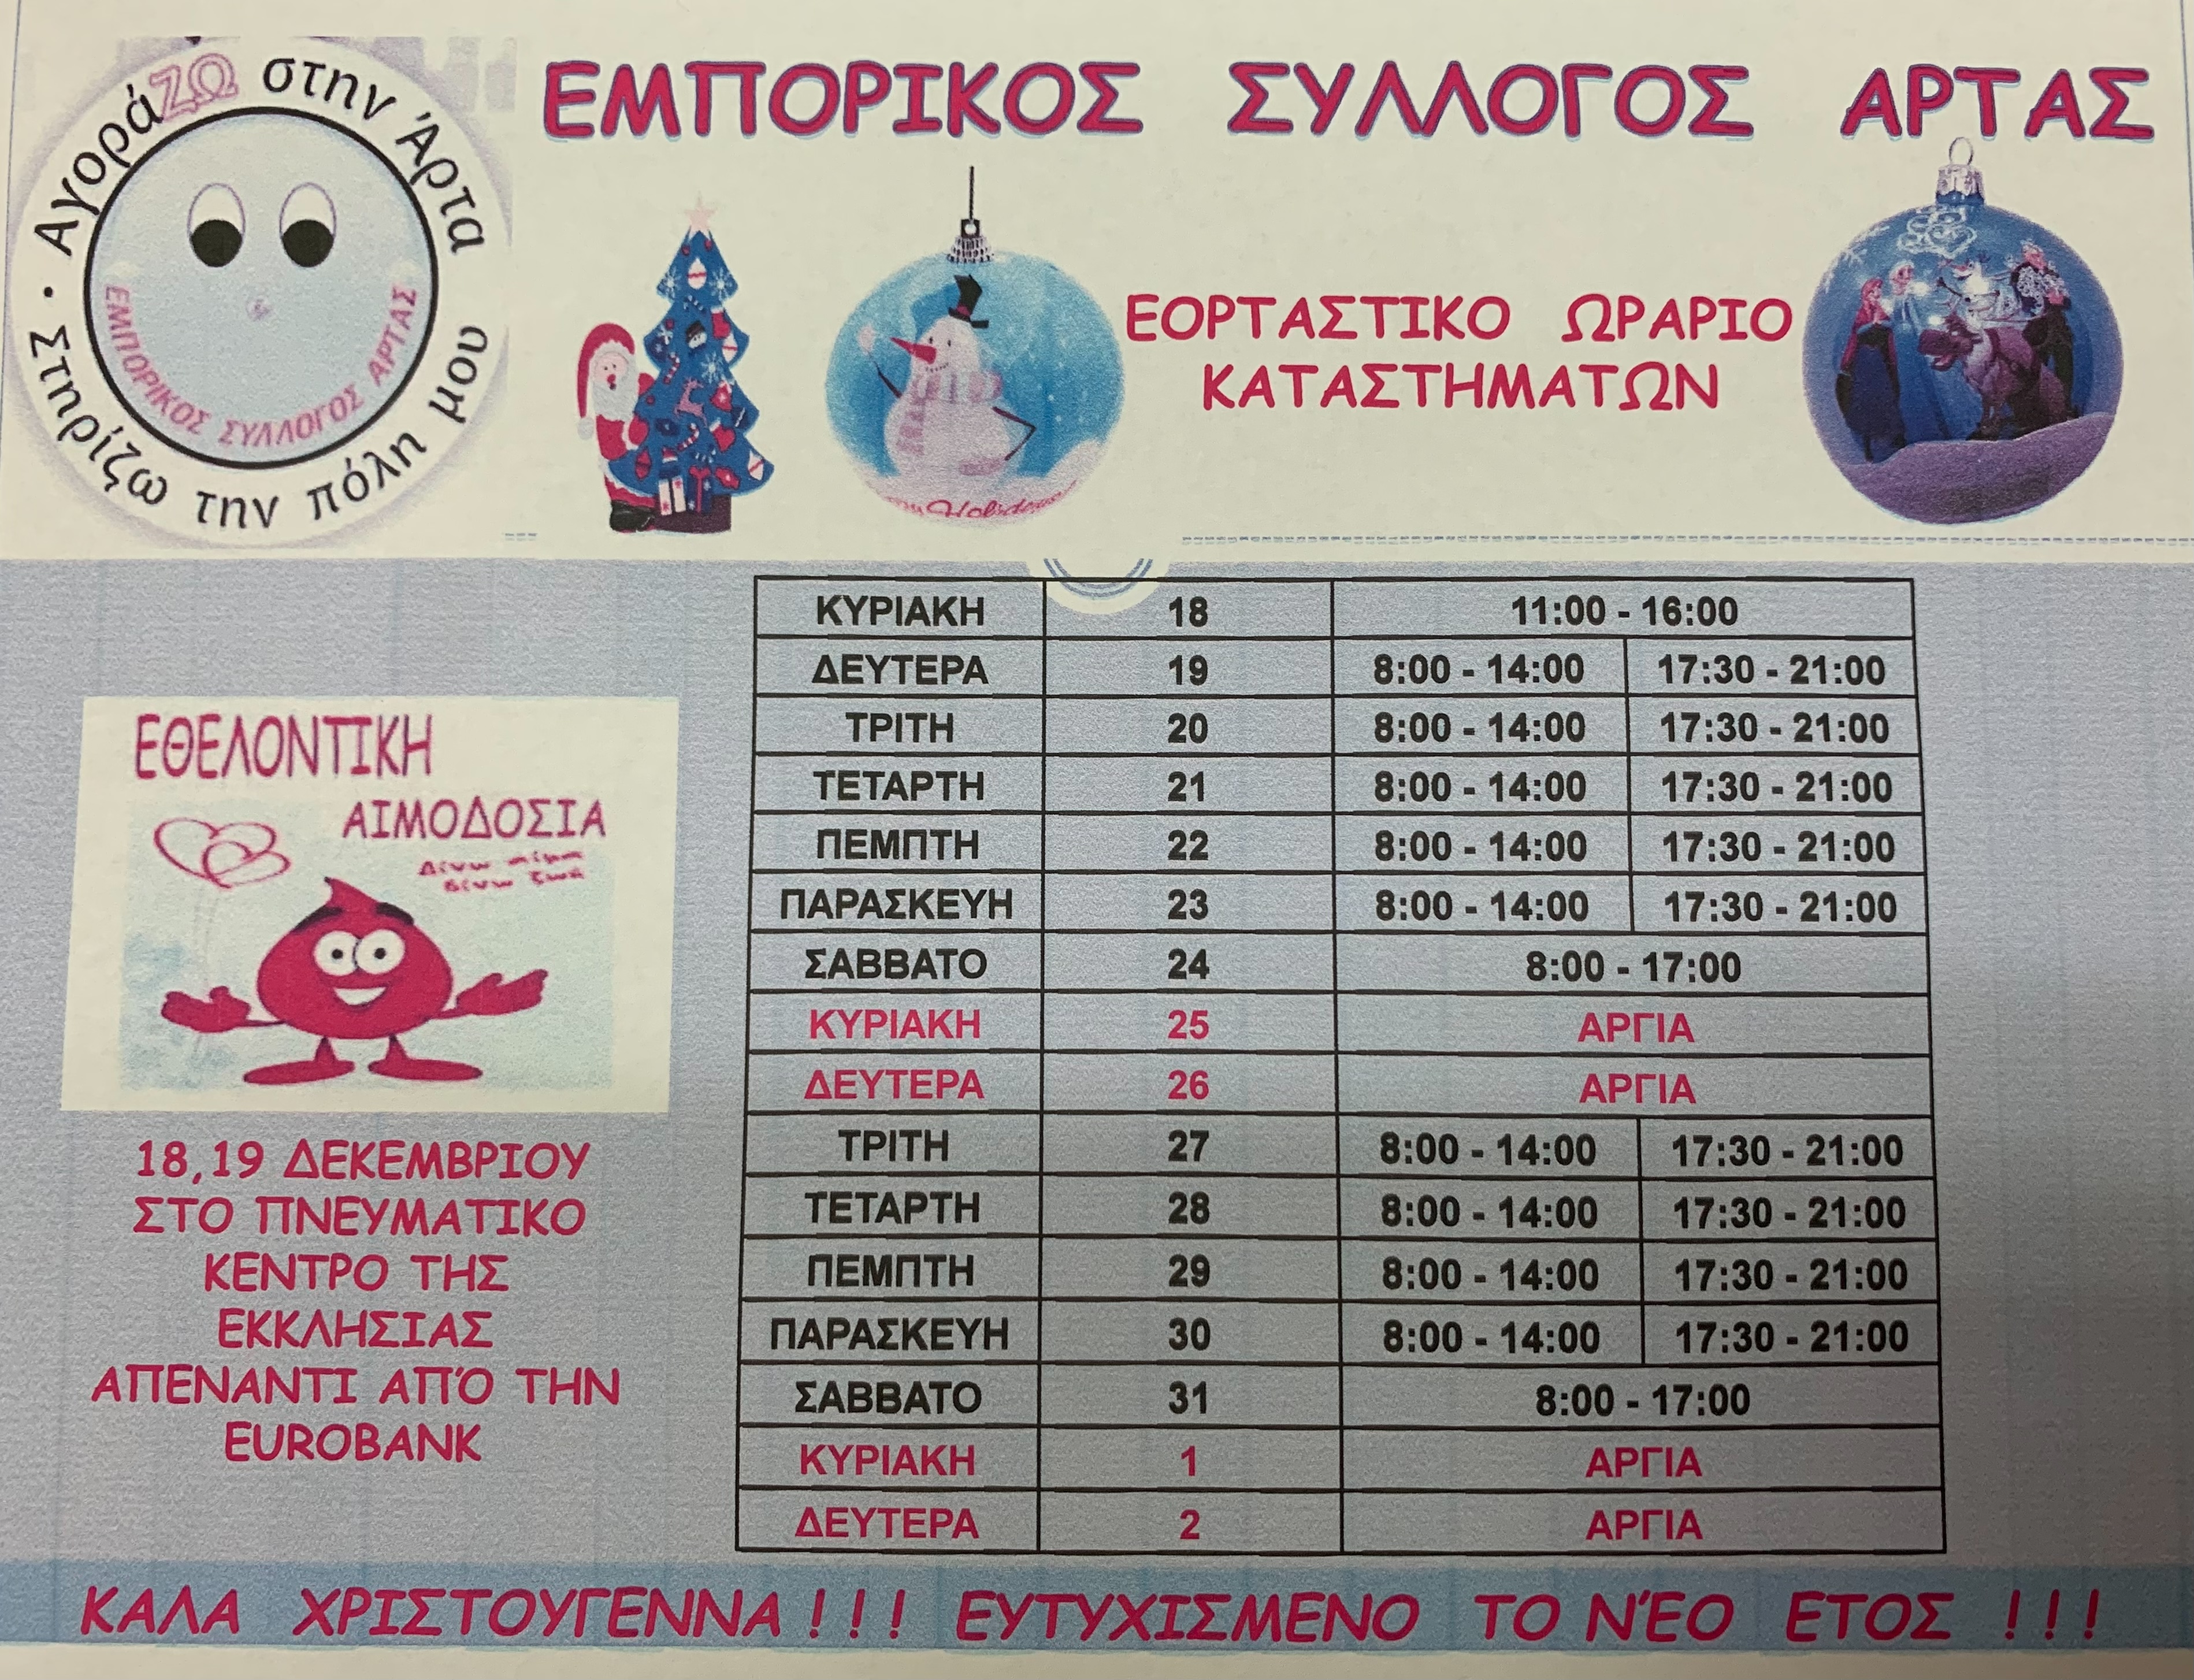 ΑγοράΖΩ στην Άρτα
Στηρίζω την πόλη μου
ΕΜΠΟΡΙΚΟΣ ΣΥΛΛΟΓΟΣ ΑΡΤΑΣ
ΕΜΠΟΡΙΚΟΣ ΣΥΛΛΟΓΟΣ ΑΡΤΑΣ
ΕΟΡΤΑΣΤΙΚΟ ΩΡΑΡΙΟ
ΚΑΤΑΣΤΗΜΑΤΩΝ
ΕΘΕΛΟΝΤΙΚΗ
ΑΙΜΟΔΟΣΙΑ
Δίνω αίμα
δίνω ζωή
18,19 ΔΕΚΕΜΒΡΙΟΥ
ΣΤΟ ΠΝΕΥΜΑΤΙΚΟ
ΚΕΝΤΡΟ ΤΗΣ
ΕΚΚΛΗΣΙΑΣ
ΑΠΕΝΑΝΤΙ ΑΠΌ ΤΗΝ
EUROBANK
ΚΥΡΙΑΚΗ 18 11:00 - 16:00
ΔΕΥΤΕΡΑ 19 8:00 - 14:00 17:30 - 21:00
ΤΡΙΤΗ 20 8:00 - 14:00 17:30 - 21:00
ΤΕΤΑΡΤΗ 21 8:00 - 14:00 17:30 - 21:00
ΠΕΜΠΤΗ 22 8:00 - 14:00 17:30 - 21:00
ΠΑΡΑΣΚΕΥΗ 23 8:00 - 14:00 17:30 - 21:00
ΣΑΒΒΑΤΟ 24 8:00 - 17:00
ΚΥΡΙΑΚΗ 25 ΑΡΓΙΑ
ΔΕΥΤΕΡΑ 26 ΑΡΓΙΑ
ΤΡΙΤΗ 27 8:00 - 14:00 17:30 - 21:00
ΤΕΤΑΡΤΗ 28 8:00 - 14:00 17:30 - 21:00
ΠΕΜΠΤΗ 29 8:00 - 14:00 17:30 - 21:00
ΠΑΡΑΣΚΕΥΗ 30 8:00 - 14:00 17:30 - 21:00
ΣΑΒΒΑΤΟ 31 8:00 - 17:00
ΚΥΡΙΑΚΗ 1 ΑΡΓΙΑ
ΔΕΥΤΕΡΑ 2 ΑΡΓΙΑ
ΚΑΛΑ ΧΡΙΣΤΟΥΓΕΝΝΑ ! ! ! ΕΥΤΥΧΙΣΜΕΝΟ ΤΟ ΝΈΟ ΕΤΟΣ ! ! !